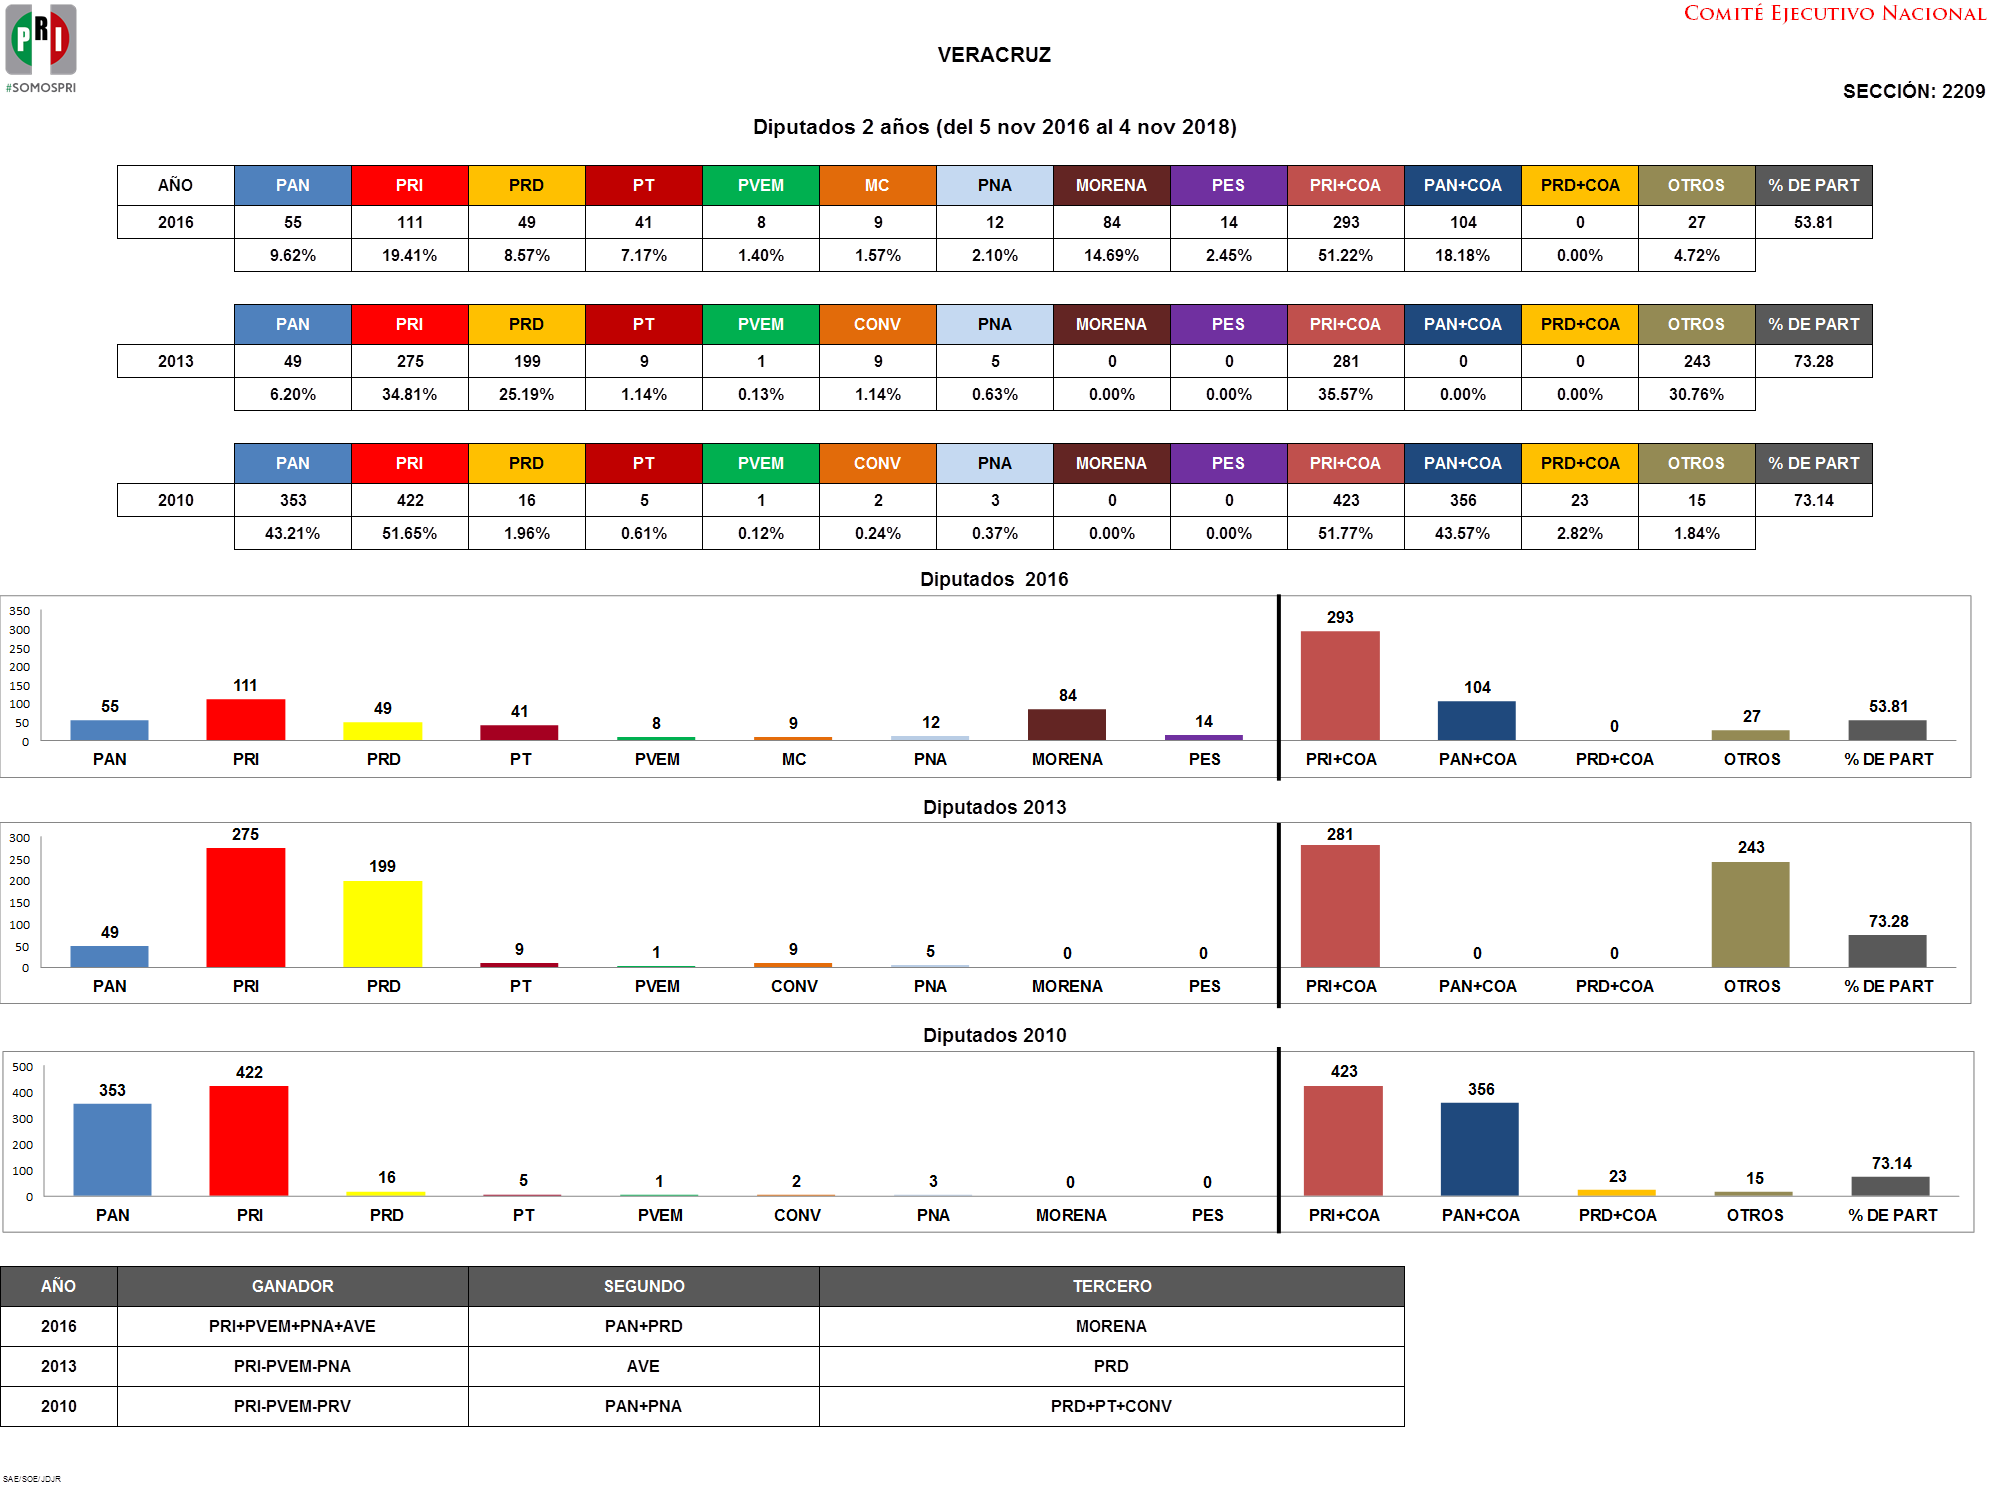 PRI
#SOMOSPRI
COMITÉ EJECUTIVO NACIONAL
VERACRUZ
SECCIÓN: 2209
Diputados 2 años (del 5 nov 2016 al 4 nov 2018)
AÑO PAN PRI PRD PT PVEM MC PNA MORENA PES PRI+COA PAN+COA PRD+COA OTROS % DE PART
2016 55 111 49 41 8 9 12 84 14 293 104 0 27 53.81
9.62% 19.41% 8.57% 7.17% 1.40% 1.57% 2.10% 14.69% 2.45% 51.22% 18.18% 0.00% 4.72%
PAN PRI PRD PT PVEM CONV PNA MORENA PES PRI+COA PAN+COA PRD+COA OTROS % DE PART
2013 49 275 199 9 1 9 5 0 0 281 0 0 243 73.28
6.20% 34.81% 25.19% 1.14% 0.13% 1.14% 0.63% 0.00% 0.00% 35.57% 0.00% 0.00% 30.76%
PAN PRI PRD PT PVEM CONV PNA MORENA PES PRI+COA PAN+COA PRD+COA OTROS % DE PART
2010 353 422 16 5 1 2 3 0 0 423 356 23 15 73.14
43.21% 51.65% 1.96% 0.61% 0.12% 0.24% 0.37% 0.00% 0.00% 51.77% 43.57% 2.82% 1.84%
Diputados 2016
350
300
250
200
150
100
50
0
55 111 49 41 8 9 12 84 14 293 104 0 27 53.81
PAN PRI PRD PT PVEM MC PNA MORENA PES PRI+COA PAN+COA PRD+COA OTROS % DE PART
Diputados 2013
300
250
200
150
100
50
0
49 275 199 9 1 9 5 0 0 281 0 0 243 73.28
PAN PRI PRD PT PVEM CONV PNA MORENA PES PRI+COA PAN+COA PRD+COA OTROS % DE PART
Diputados 2010
500
400
300
200
100
0
353 422 16 5 1 2 3 0 0 423 356 23 15 73.14
PAN PRI PRD PT PVEM CONV PNA MORENA PES PRI+COA PAN+COA PRD+COA OTROS % DE PART
AÑO GANADOR SEGUNDO TERCERO
2016 PRI+PVEM+PNA+AVE PAN+PRD MORENA
2013 PRI-PVEM-PNA AVE PRD
2010 PRI-PVEM-PRV PAN+PNA PRD+PT+CONV
SAE/SOE/JDJR